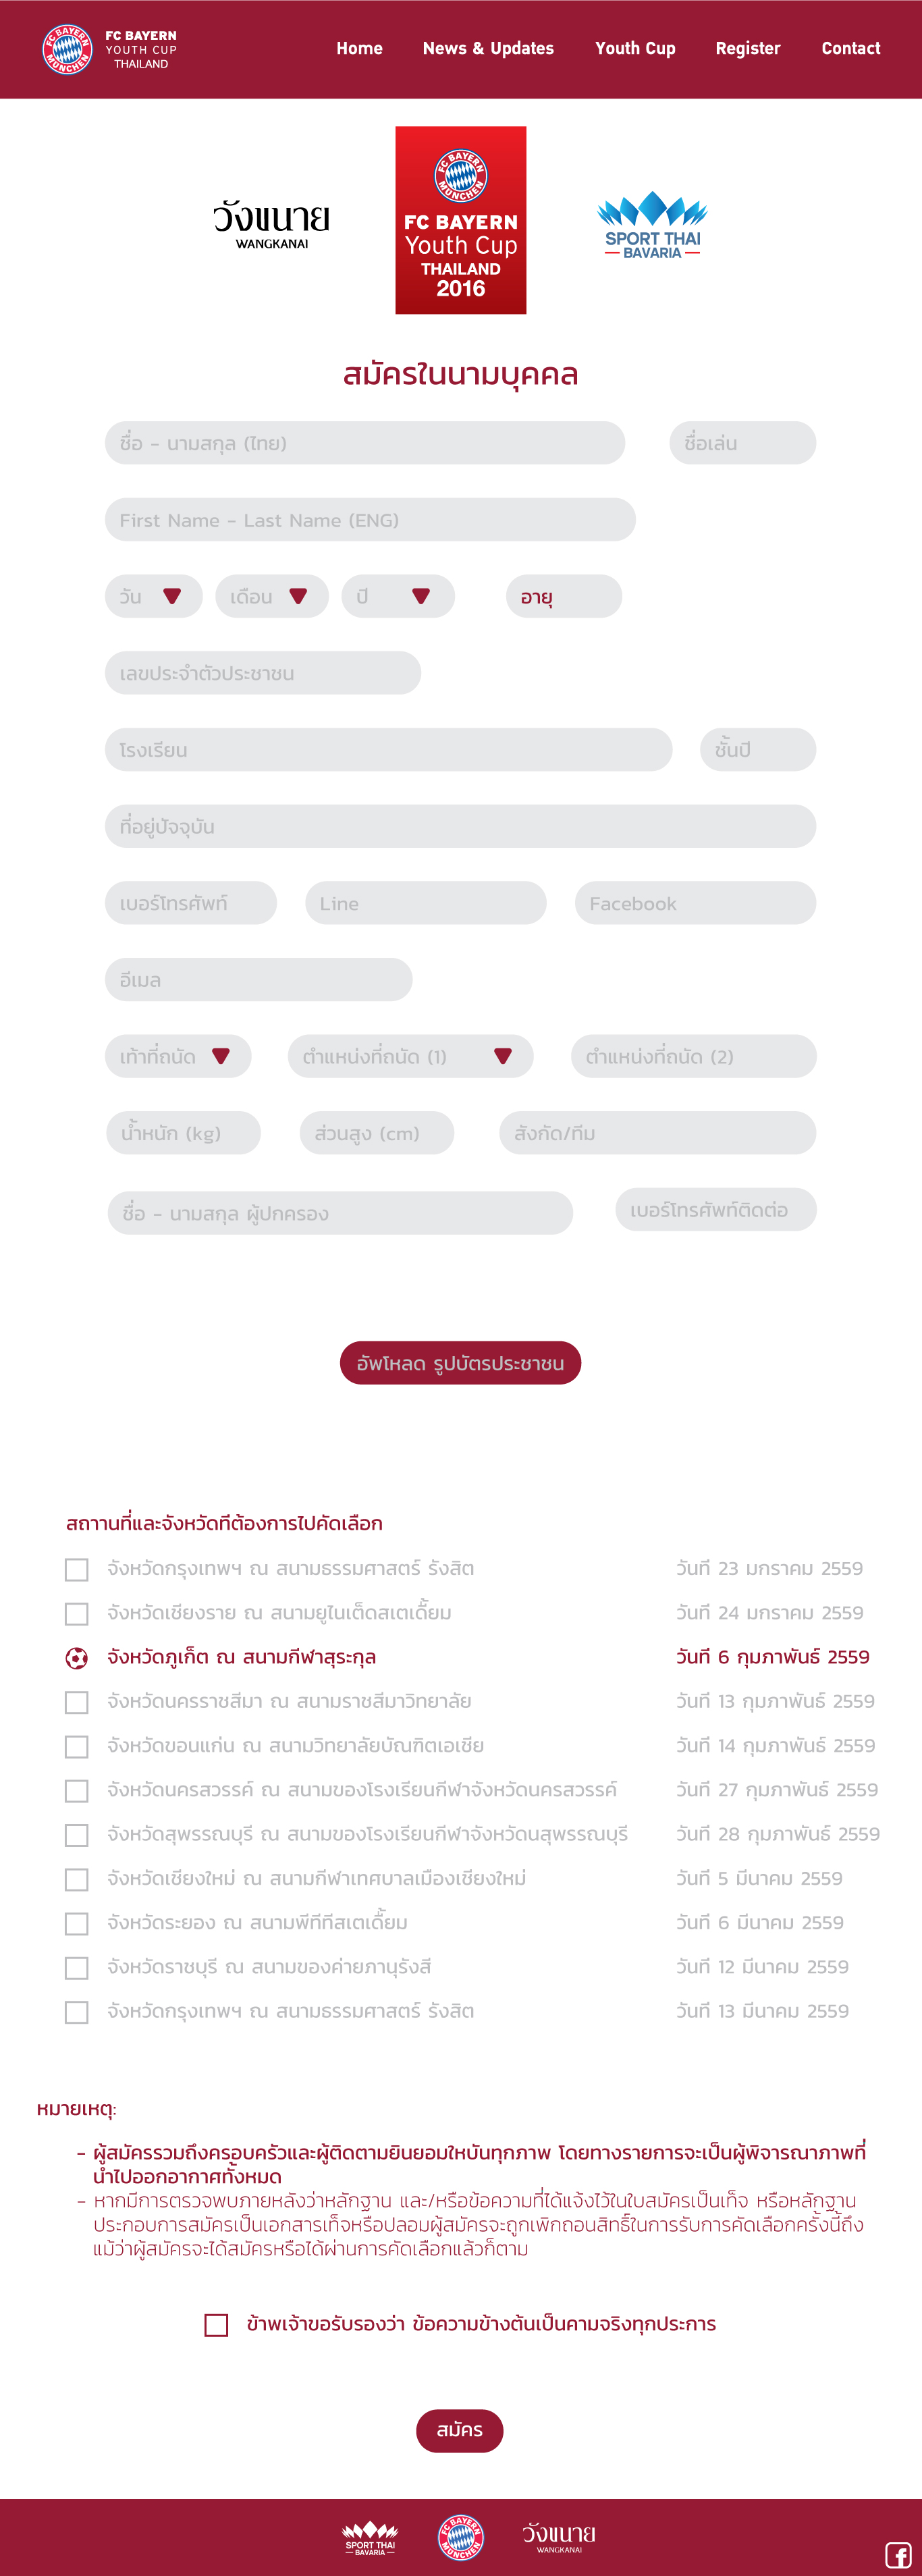 FC BAYERN
YOUTH CUP
THAILAND
Home News & Updates Youth Cup Register Contact
วังขนาย
WANGKANAI
FC BAYERN MÜNCHEN
FC BAYERN
Youth Cup
THAILAND
2016
SPORT THAI
BAVARIA
สมัครในนามบุคคล
ชื่อ - นามสกุล (ไทย) ชื่อเล่น
First Name - Last Name (ENG)
วัน เดือน ปี อายุ
เลขประจำตัวประชาชน
โรงเรียน ชั้นปี
ที่อยู่ปัจจุบัน
เบอร์โทรศัพท์ Line Facebook
อีเมล
เท้าที่ถนัด ตำแหน่งที่ถนัด (1) ตำแหน่งที่ถนัด (2)
น้ำหนัก (kg) ส่วนสูง (cm) สังกัด/ทีม
ชื่อ - นามสกุล ผู้ปกครอง เบอร์โทรศัพท์ติดต่อ
อัพโหลด รูปบัตรประชาชน
สถาานที่และจังหวัดทีต้องการไปคัดเลือก
จังหวัดกรุงเทพฯ ณ สนามธรรมศาสตร์ รังสิต วันที 23 มกราคม 2559
จังหวัดเชียงราย ณ สนามยูไนเต็ดสเตเดี้ยม วันที 24 มกราคม 2559
จังหวัดภูเก็ต ณ สนามกีฬาสุระกุล วันที 6 กุมภาพันธ์ 2559
จังหวัดนครราชสีมา ณ สนามราชสีมาวิทยาลัย วันที 13 กุมภาพันธ์ 2559
จังหวัดขอนแก่น ณ สนามวิทยาลัยบัณฑิตเอเชีย วันที 14 กุมภาพันธ์ 2559
จังหวัดนครสวรรค์ ณ สนามของโรงเรียนกีฬาจังหวัดนครสวรรค์ วันที 27 กุมภาพันธ์ 2559
จังหวัดสุพรรณบุรี ณ สนามของโรงเรียนกีฬาจังหวัดนสุพรรณบุรี วันที 28 กุมภาพันธ์ 2559
จังหวัดเชียงใหม่ ณ สนามกีฬาเทศบาลเมืองเชียงใหม่ วันที 5 มีนาคม 2559
จังหวัดระยอง ณ สนามพีทีทีสเตเดี้ยม วันที 6 มีนาคม 2559
จังหวัดราชบุรี ณ สนามของค่ายภานุรังสี วันที 12 มีนาคม 2559
จังหวัดกรุงเทพฯ ณ สนามธรรมศาสตร์ รังสิต วันที 13 มีนาคม 2559
หมายเหตุ:
- ผู้สมัครรวมถึงครอบครัวและผู้ติดตามยินยอมใหบันทุกภาพ โดยทางรายการจะเป็นผู้พิจารณาภาพที่
นำไปออกอากาศทั้งหมด
- หากมีการตรวจพบภายหลังว่าหลักฐาน และ/หรือข้อความที่ได้แจ้งไว้ในใบสมัครเป็นเท็จ หรือหลักฐาน
ประกอบการสมัครเป็นเอกสารเท็จหรือปลอมผู้สมัครจะถูกเพิกถอนสิทธิ์ในการรับการคัดเลือกครั้งนี้ถึง
แม้ว่าผู้สมัครจะได้สมัครหรือได้ผ่านการคัดเลือกแล้วก็ตาม
ข้าพเจ้าขอรับรองว่า ข้อความข้างต้นเป็นคามจริงทุกประการ
สมัคร
SPORT THAI
BAVARIA
FC BAYERN MÜNCHEN
วังขนาย
WANGKANAI